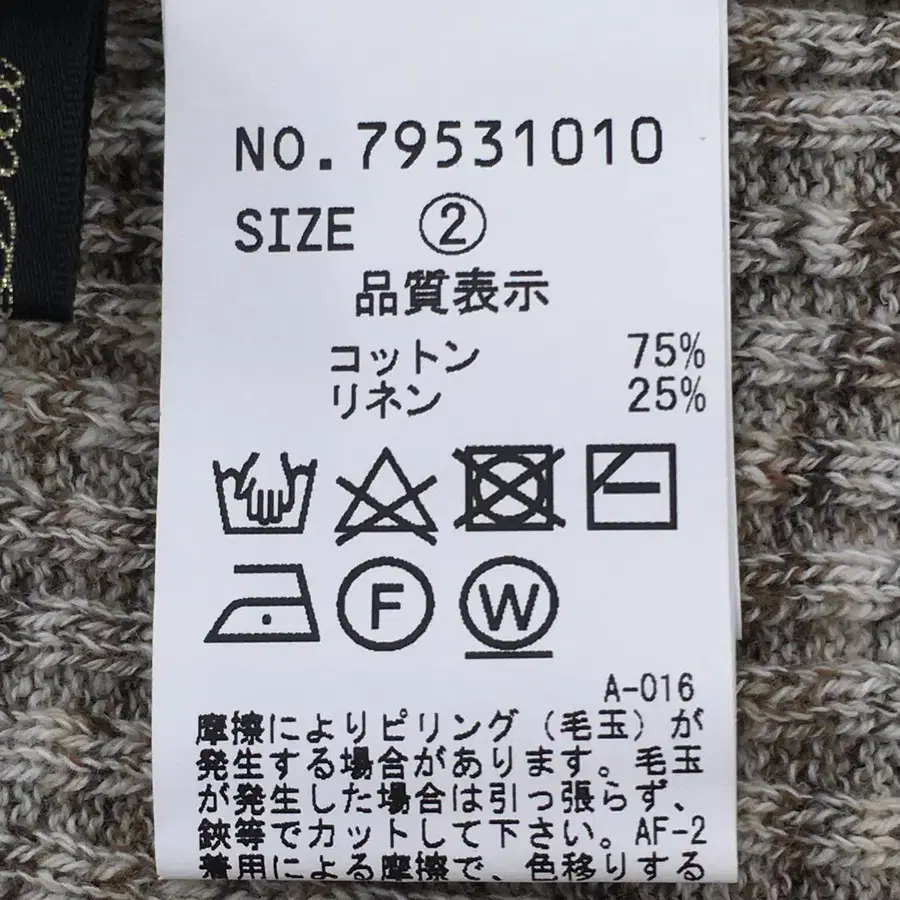 NO.79531010
SIZE ②
品質表示
コットン 75%
リネン 25%
F W
A-016
摩擦によりピリング（毛玉）が
発生する場合があります。毛玉
が発生した場合は引っ張らず、
鋏等でカットして下さい。AF-2
着用による摩擦で、色移りする